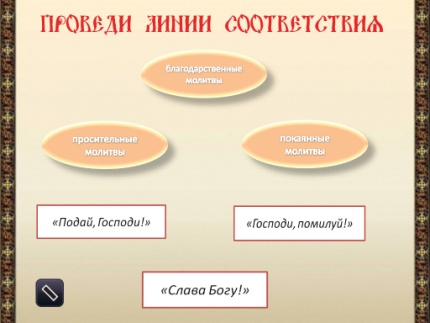 ПРОВЕДИ ЛИНИИ СООТВЕТСТВИЯ
благодарственные
молитвы
просительные
молитвы
покаянные
молитвы
«Подай, Господи!»
«Господи, помилуй!»
«Слава Богу!»